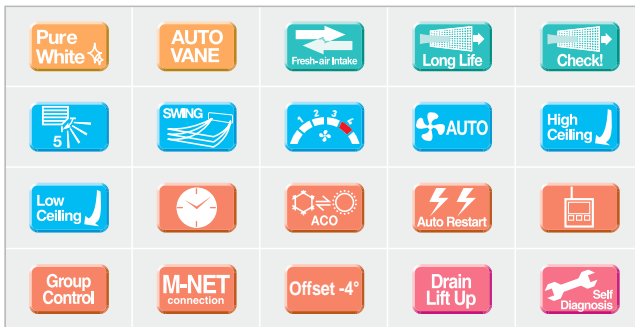 Pure
White
AUTO
VANE
Fresh-air Intake
Long Life
Check!
5
SWING
1 2 3 4
AUTO
High
Ceiling
Low
Ceiling
ACO
Auto Restart
Group
Control
M-NET
connection
Offset -4°
Drain
Lift Up
Self
Diagnosis